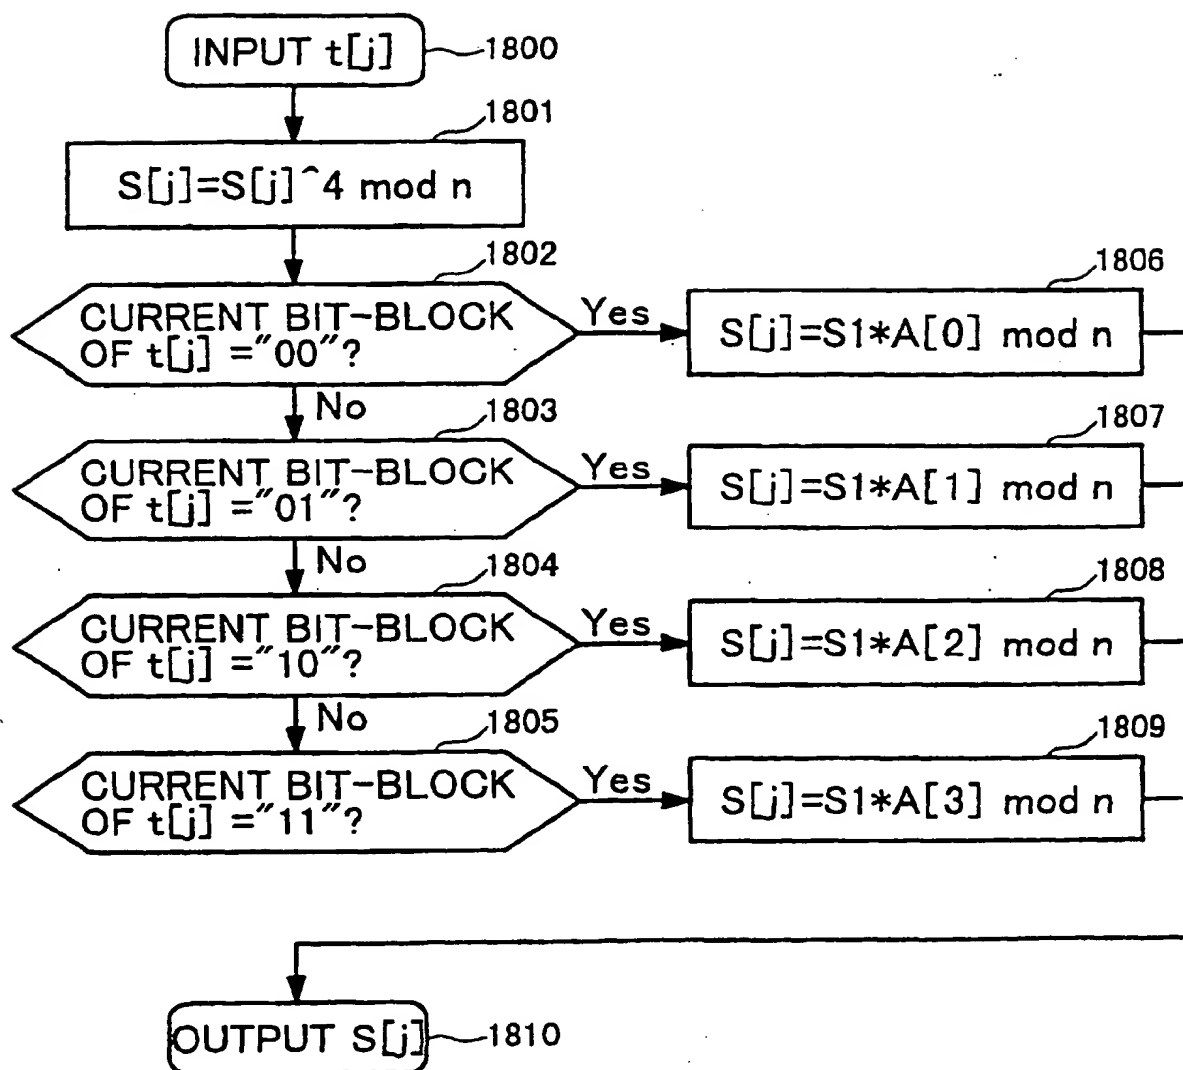 INPUT t[j]
1800
1801
S[j]=S[j]^4 mod n
1802
CURRENT BIT-BLOCK
OF t[j] ="00"?
Yes
1806
S[j]=S1*A[0] mod n
No
1803
CURRENT BIT-BLOCK
OF t[j] ="01"?
Yes
1807
S[j]=S1*A[1] mod n
No
1804
CURRENT BIT-BLOCK
OF t[j] ="10"?
Yes
1808
S[j]=S1*A[2] mod n
No
1805
CURRENT BIT-BLOCK
OF t[j] ="11"?
Yes
1809
S[j]=S1*A[3] mod n
OUTPUT S[j]
1810